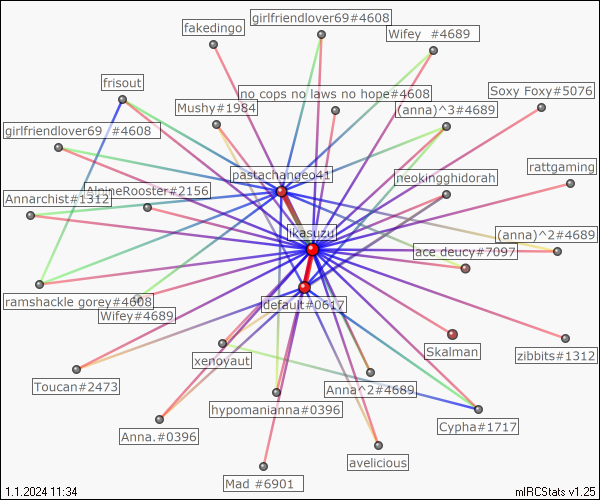 girlfriendlover69#4608
fakedingo
Wifey  #4689
frisout
no cops no laws no hope#4608
Soxy Foxy#5076
Mushy#1984
(anna)^3#4689
girlfriendlover69  #4608
pastachangeo41
rattgaming
neokingghidorah
AlpineRooster#2156
Annarchist#1312
ikasuzu
(anna)^2#4689
ace deucy#7097
ramshackle gorey#4608
default#0617
Wifey#4689
Skalman
zibbits#1312
xenoyaut
Toucan#2473
Anna^2#4689
hypomanianna#0396
Cypha#1717
Anna.#0396
avelicious
Mad #6901
1.1.2024 11:34
mIRCStats v1.25